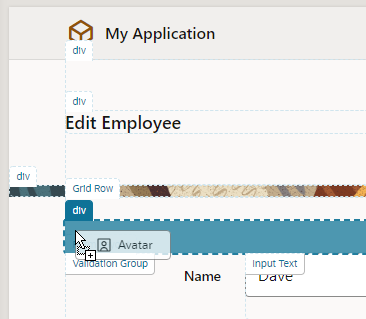 My Application
div
div
Edit Employee
div
Grid Row
div
Avatar
Validation Group
Input Text
Name
Dave